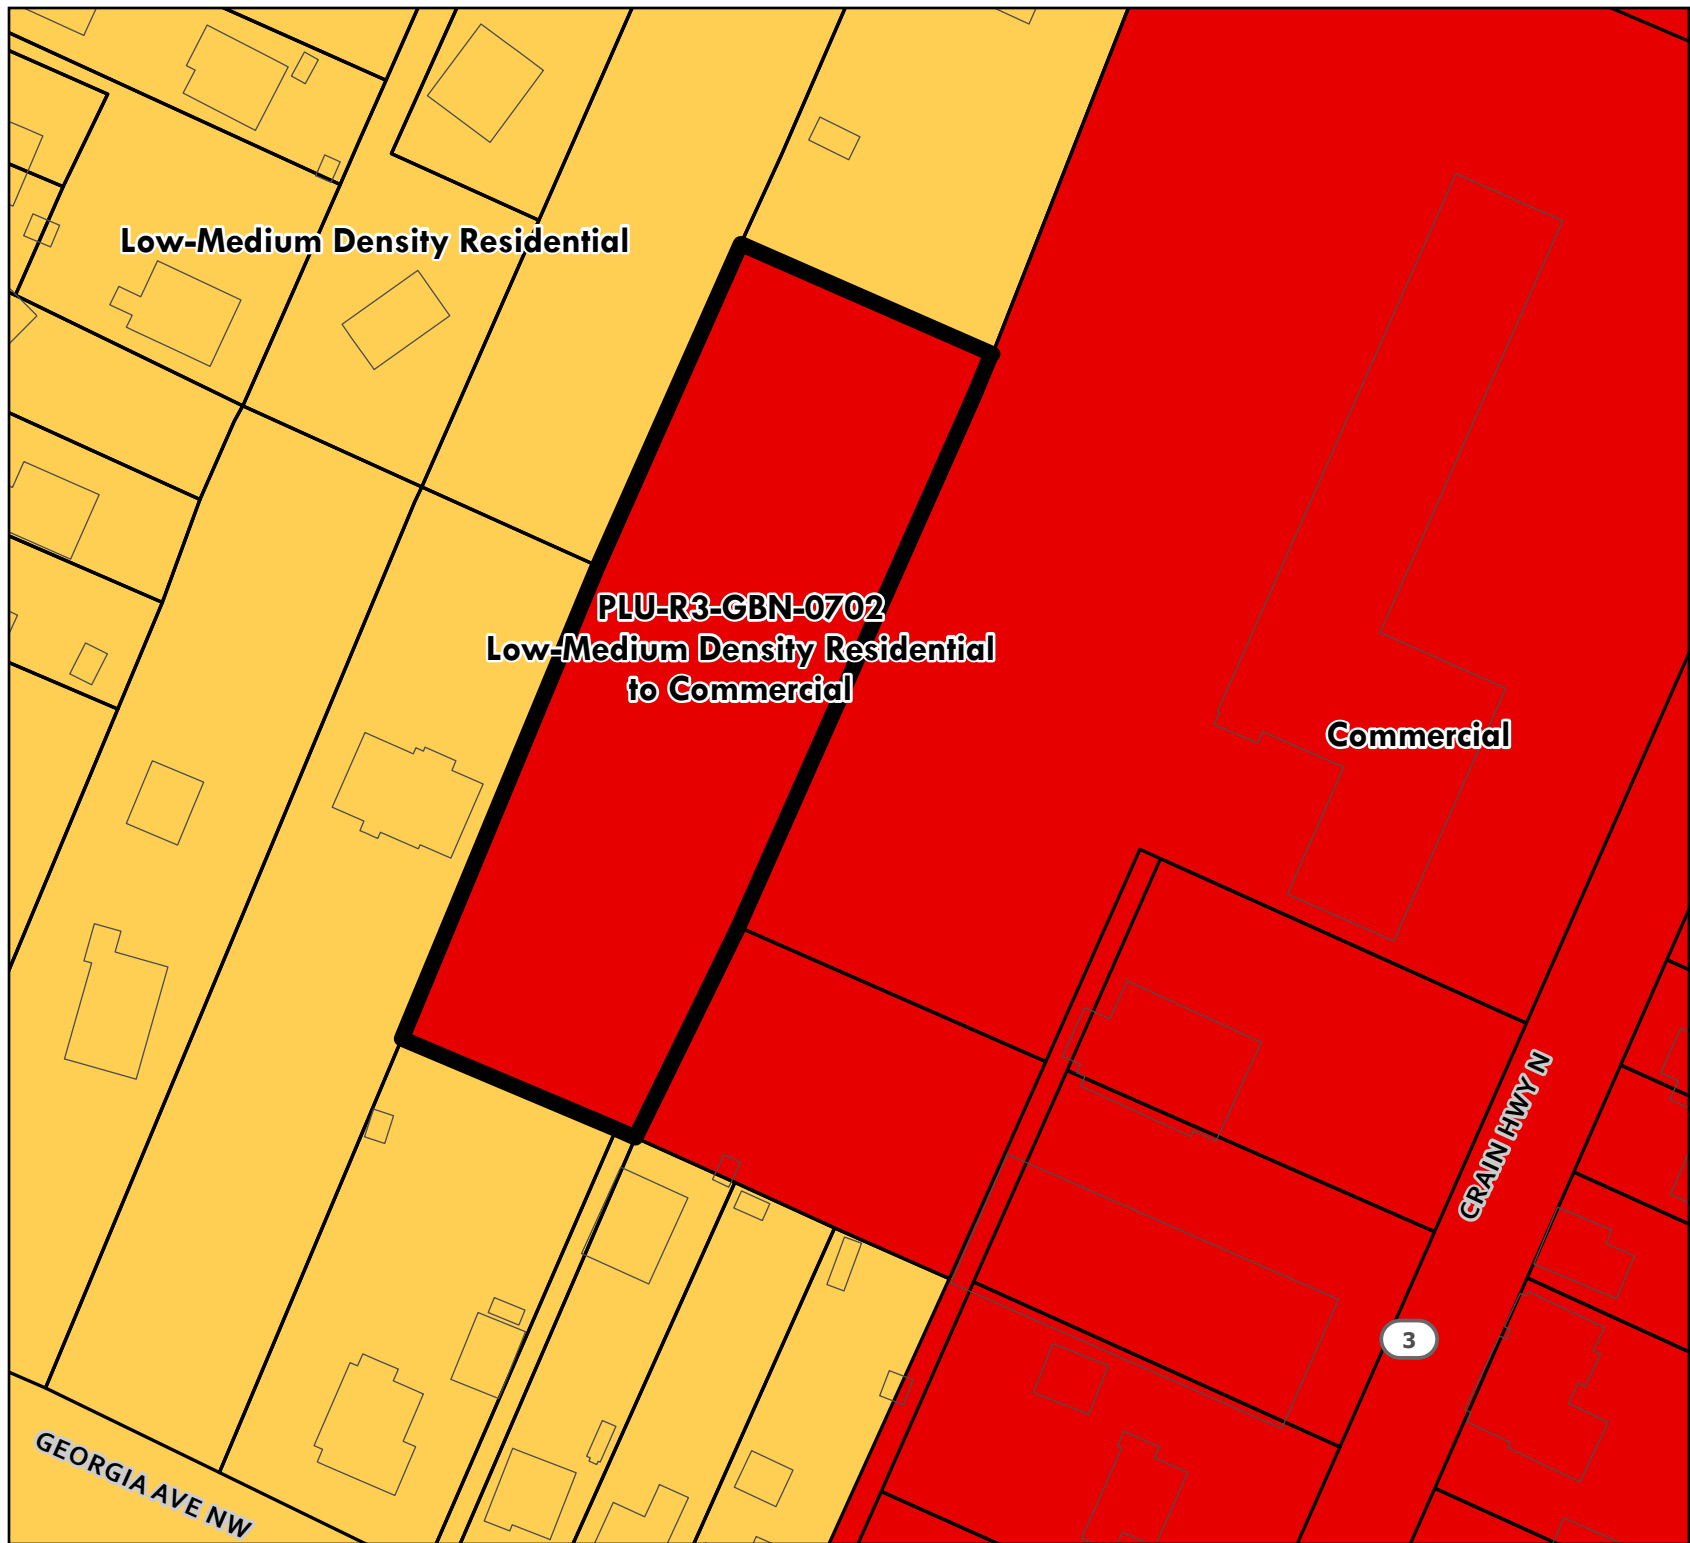 Low-Medium Density Residential
PLU-R3-GBN-0702
Low-Medium Density Residential
to Commercial
Commercial
CRAIN HWY N
3
GEORGIA AVE NW